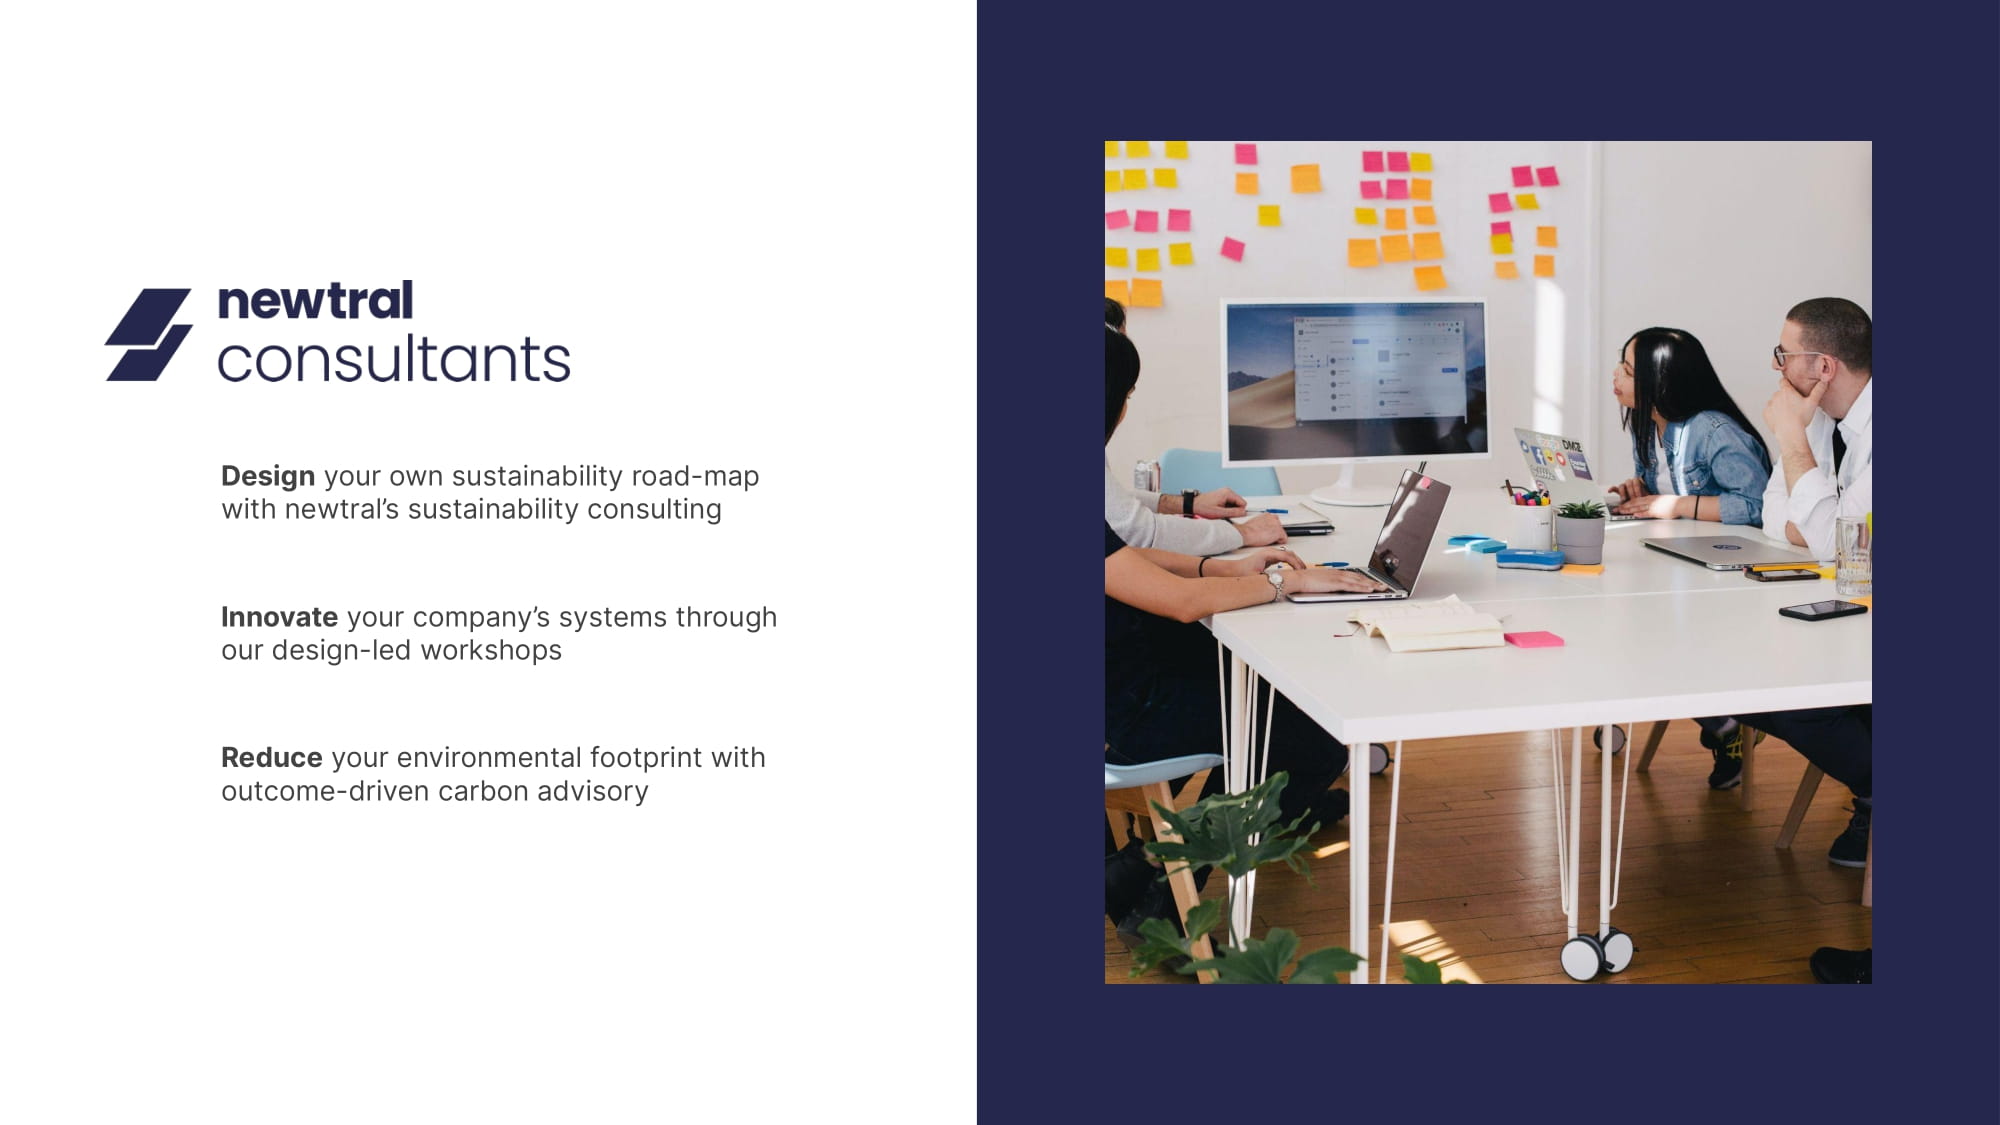 newtral
consultants
Design your own sustainability road-map
with newtral’s sustainability consulting
Innovate your company’s systems through
our design-led workshops
Reduce your environmental footprint with
outcome-driven carbon advisory